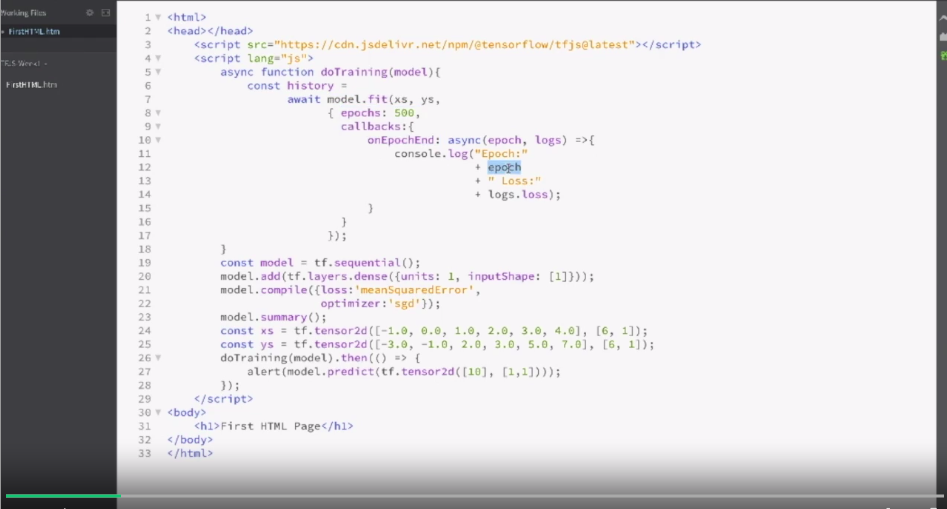 Working Files
FirstHTML.htm
FirstHTML.htm
1 <html>
2 <head></head>
3 <script src="https://cdn.jsdelivr.net/npm/@tensorflow/tfjs@latest"></script>
4 <script lang="js">
5 async function doTraining(model){
6 const history =
7 await model.fit(xs, ys,
8 { epochs: 500,
9 callbacks:{
10 onEpochEnd: async(epoch, logs) =>{
11 console.log("Epoch:"
12 + epoch
13 + " Loss:"
14 + logs.loss);
15 }
16 }
17 });
18 }
19 const model = tf.sequential();
20 model.add(tf.layers.dense({units: 1, inputShape: [1]}));
21 model.compile({loss:'meanSquaredError',
22 optimizer:'sgd'});
23 model.summary();
24 const xs = tf.tensor2d([-1.0, 0.0, 1.0, 2.0, 3.0, 4.0], [6, 1]);
25 const ys = tf.tensor2d([-3.0, -1.0, 2.0, 3.0, 5.0, 7.0], [6, 1]);
26 doTraining(model).then(() => {
27 alert(model.predict(tf.tensor2d([10], [1,1])));
28 });
29 </script>
30 <body>
31 <h1>First HTML Page</h1>
32 </body>
33 </html>